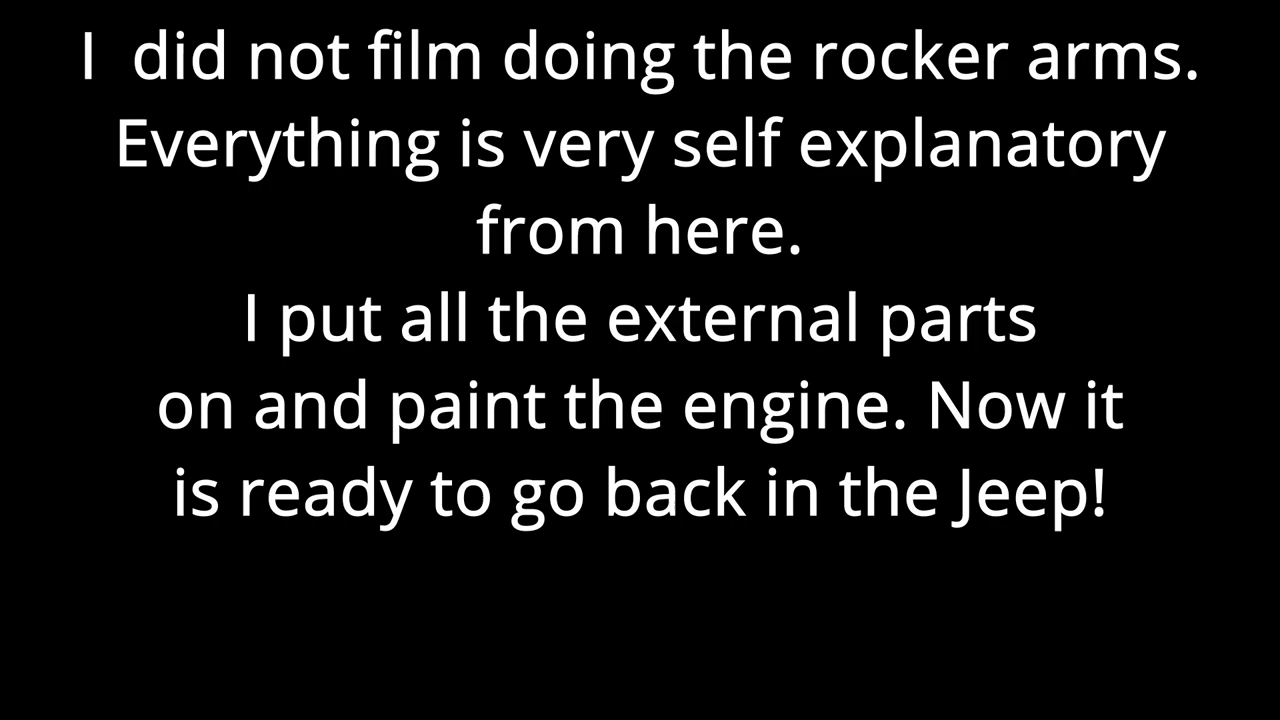 I  did not film doing the rocker arms.
Everything is very self explanatory
from here.
I put all the external parts
on and paint the engine. Now it
is ready to go back in the Jeep!